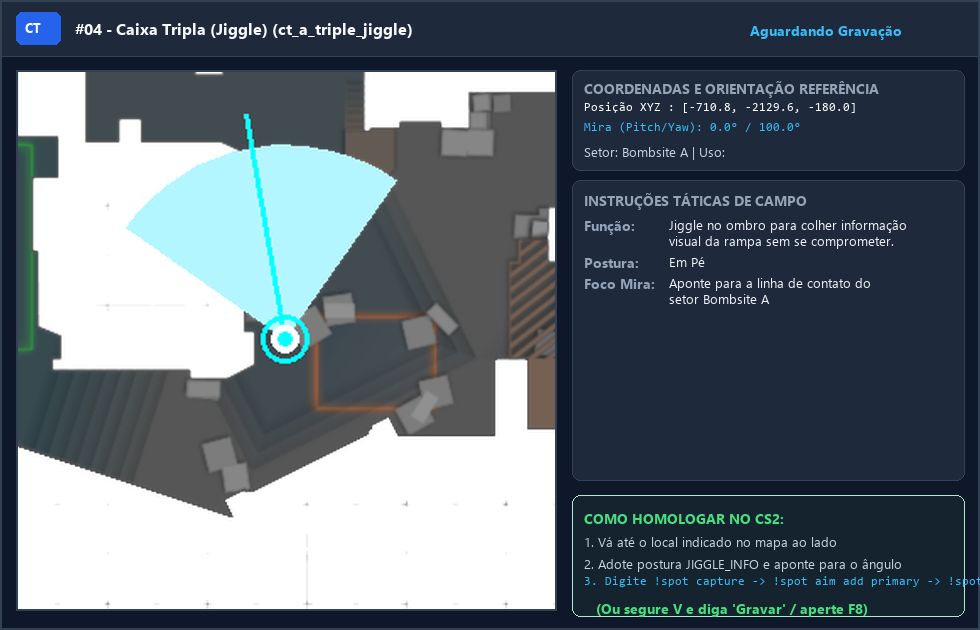 CT
#04 - Caixa Tripla (Jiggle) (ct_a_triple_jiggle)
Aguardando Gravação
COORDENADAS E ORIENTAÇÃO REFERÊNCIA
Posição XYZ : [-710.8, -2129.6, -180.0]
Mira (Pitch/Yaw): 0.0° / 100.0°
Setor: Bombsite A | Uso:
INSTRUÇÕES TÁTICAS DE CAMPO
Função: Jiggle no ombro para colher informação
visual da rampa sem se comprometer.
Postura: Em Pé
Foco Mira: Aponte para a linha de contato do
setor Bombsite A
COMO HOMOLOGAR NO CS2:
1. Vá até o local indicado no mapa ao lado
2. Adote postura JIGGLE_INFO e aponte para o ângulo
3. Digite !spot capture -> !spot aim add primary -> !spot
(Ou segure V e diga 'Gravar' / aperte F8)